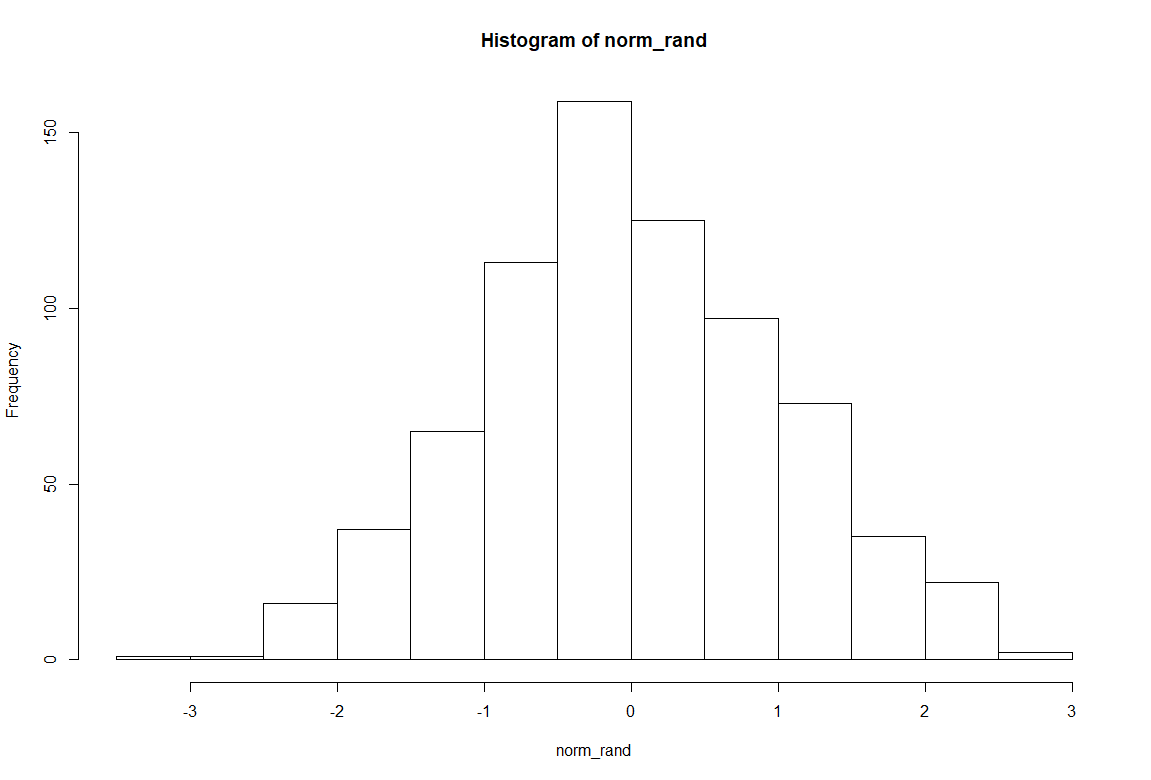 Histogram of norm_rand
Frequency
150
100
50
0
-3 -2 -1 0 1 2 3
norm_rand